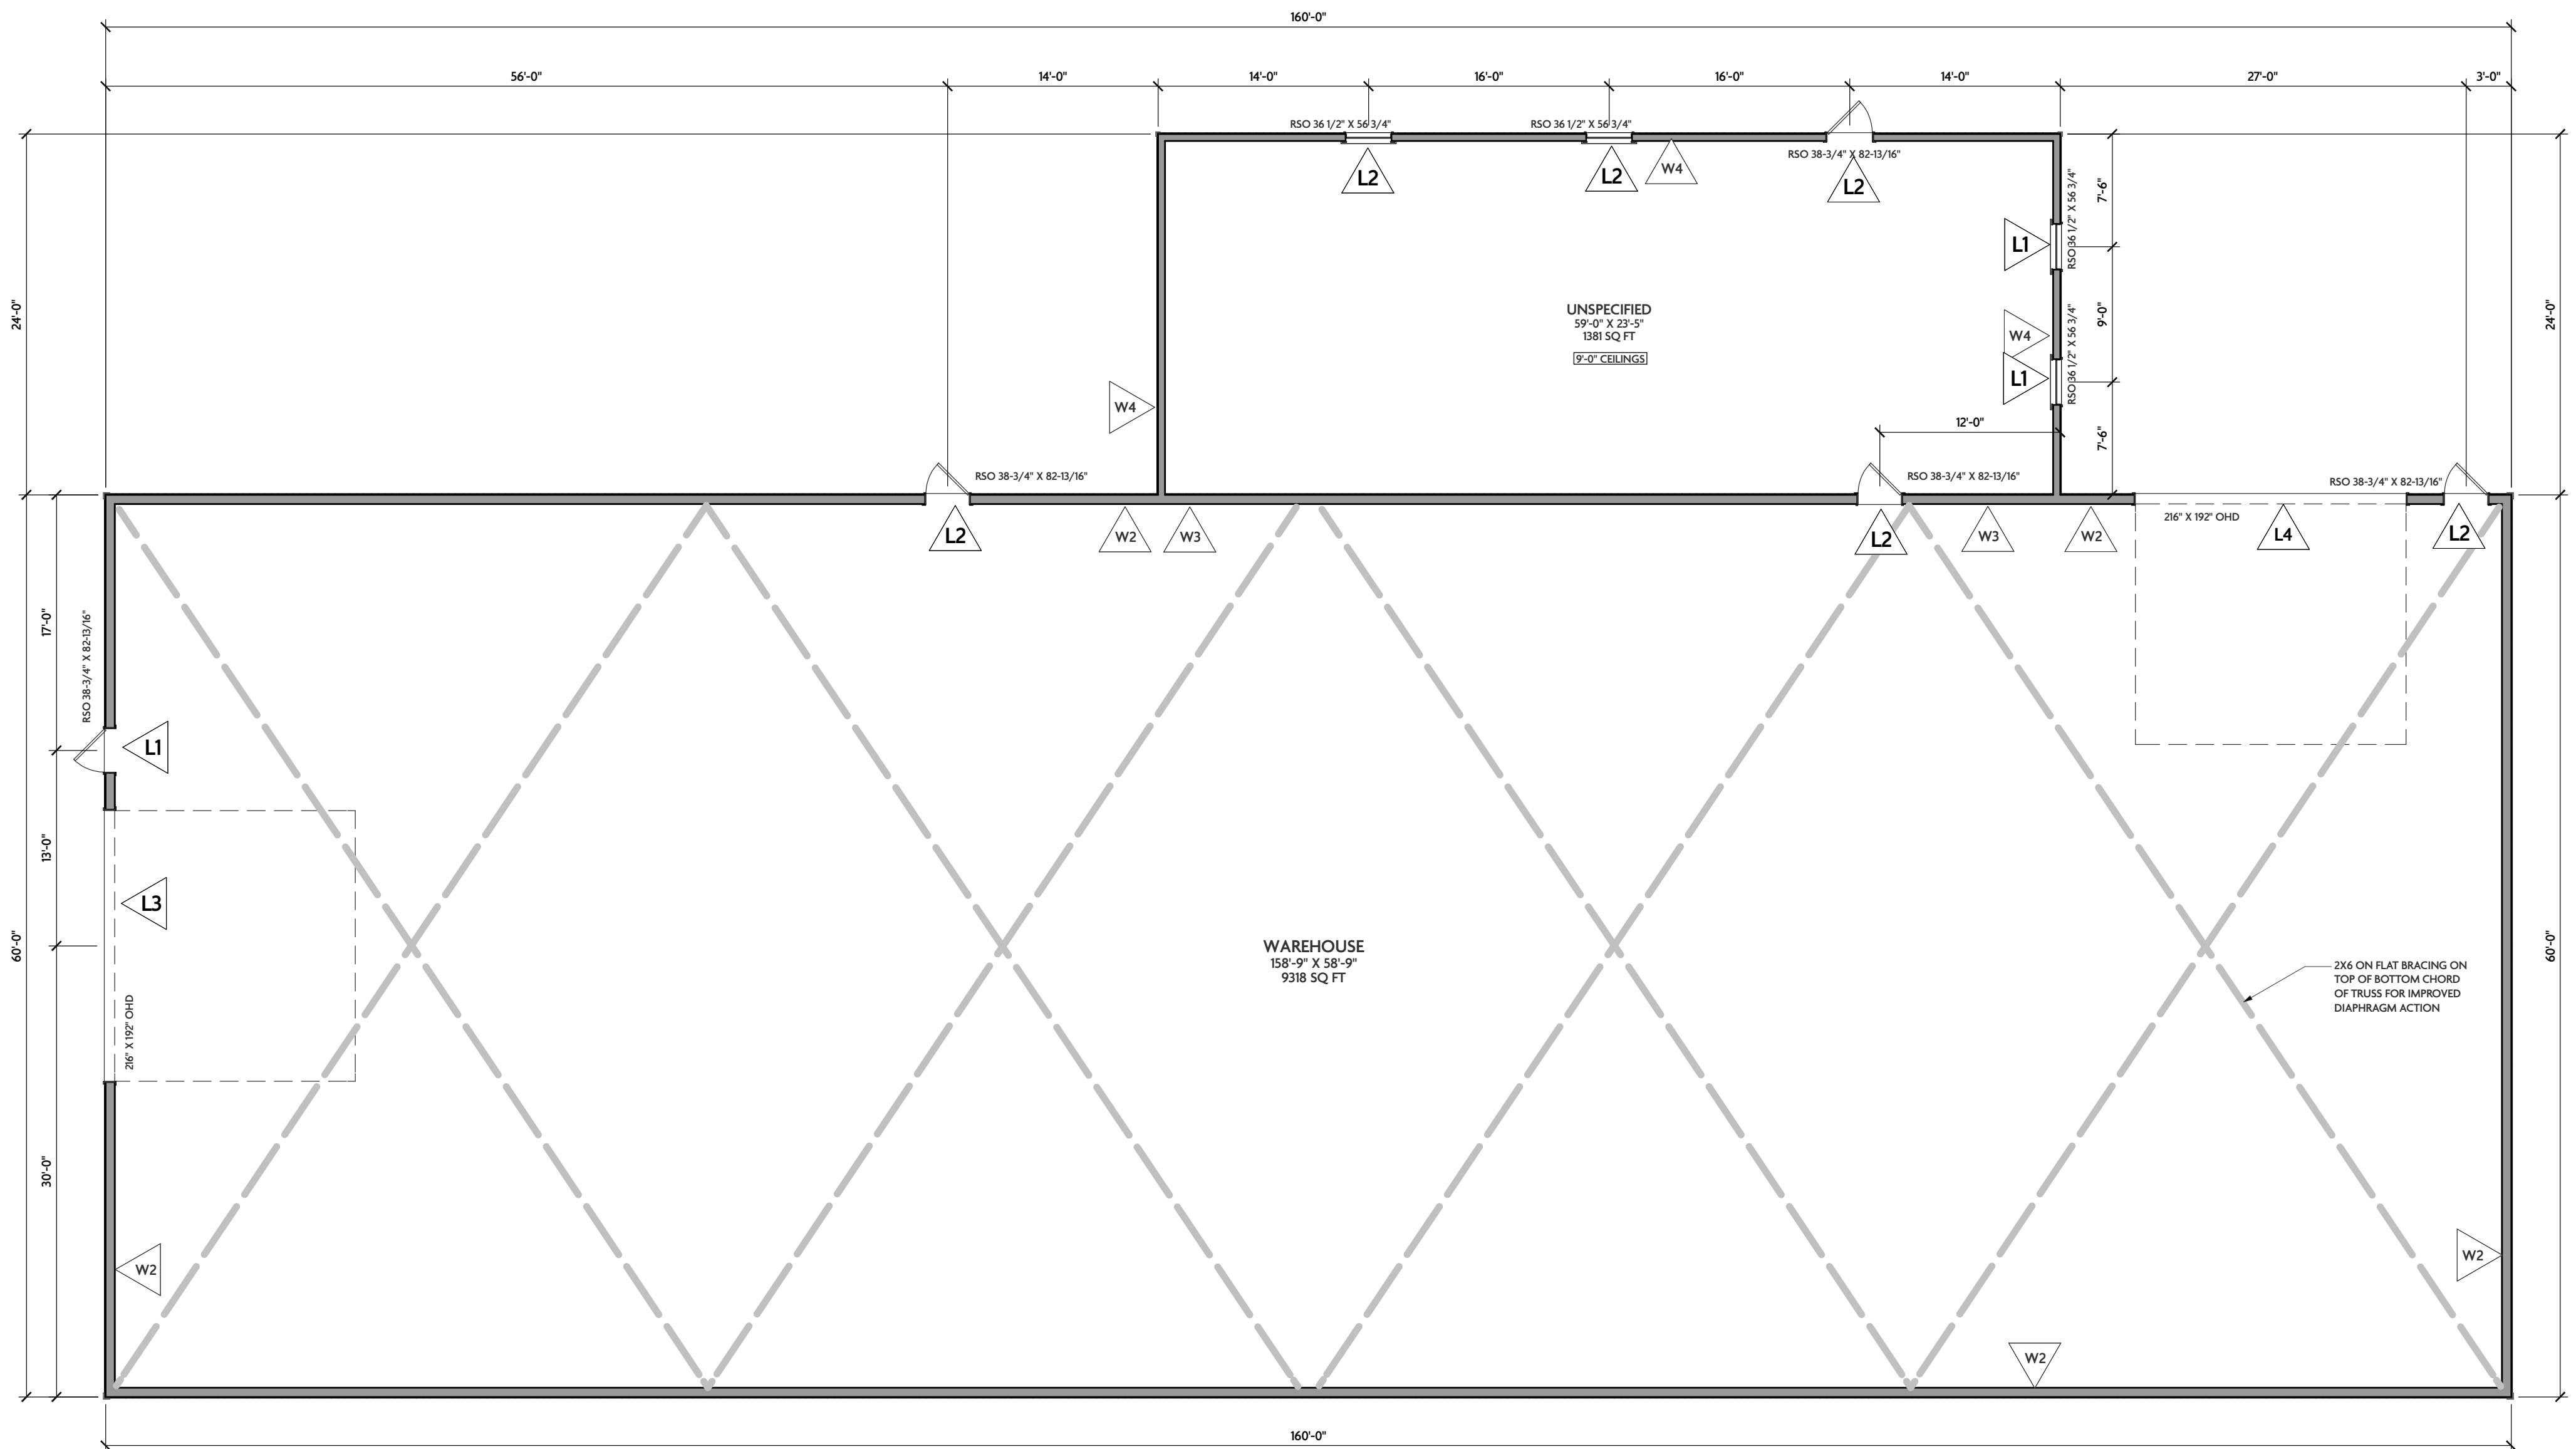 160'-0"
56'-0"
14'-0"
14'-0"
16'-0"
16'-0"
14'-0"
27'-0"
3'-0"
RSO 36 1/2" X 56 3/4"
RSO 36 1/2" X 56 3/4"
RSO 38-3/4" X 82-13/16"
L2
L2
W4
L2
24'-0"
7'-6"
RSO 36 1/2" X 56 3/4"
L1
24'-0"
UNSPECIFIED
59'-0" X 23'-5"
1381 SQ FT
9'-0" CEILINGS
9'-0"
W4
RSO 36 1/2" X 56 3/4"
L1
W4
12'-0"
7'-6"
RSO 38-3/4" X 82-13/16"
RSO 38-3/4" X 82-13/16"
RSO 38-3/4" X 82-13/16"
216" X 192" OHD
L2
W2
W3
L2
W3
W2
L4
L2
17'-0"
RSO 38-3/4" X 82-13/16"
L1
13'-0"
L3
60'-0"
WAREHOUSE
158'-9" X 58'-9"
9318 SQ FT
60'-0"
2X6 ON FLAT BRACING ON
TOP OF BOTTOM CHORD
OF TRUSS FOR IMPROVED
DIAPHRAGM ACTION
216" X 192" OHD
30'-0"
W2
W2
W2
160'-0"